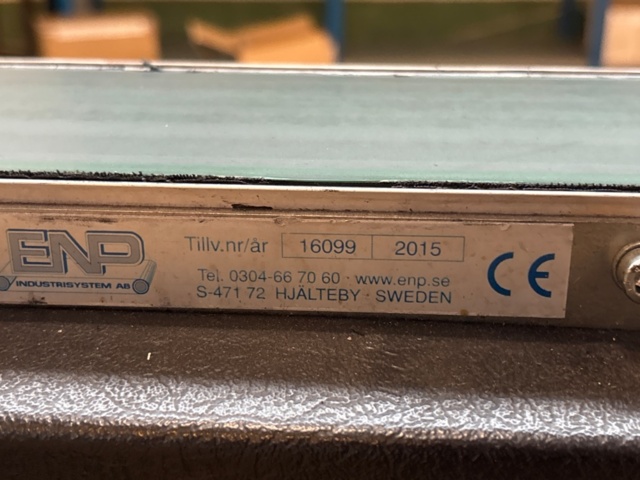 ENP
INDUSTRISYSTEM AB
Tillv.nr/år 16099 2015
Tel. 0304-66 70 60 · www.enp.se
S-471 72 HJÄLTEBY · SWEDEN
CE